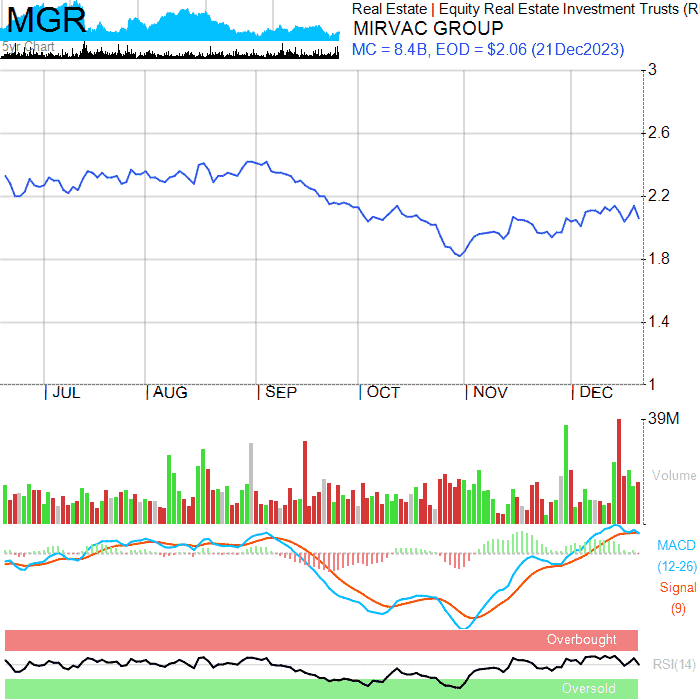 MGR
5yr Chart
Real Estate | Equity Real Estate Investment Trusts (R
MIRVAC GROUP
MC = 8.4B, EOD = $2.06 (21Dec2023)
3
2.6
2.2
1.8
1.4
1
| JUL | AUG | SEP | OCT | NOV | DEC
39M
Volume
MACD
(12-26)
Signal
(9)
Overbought
RSI(14)
Oversold